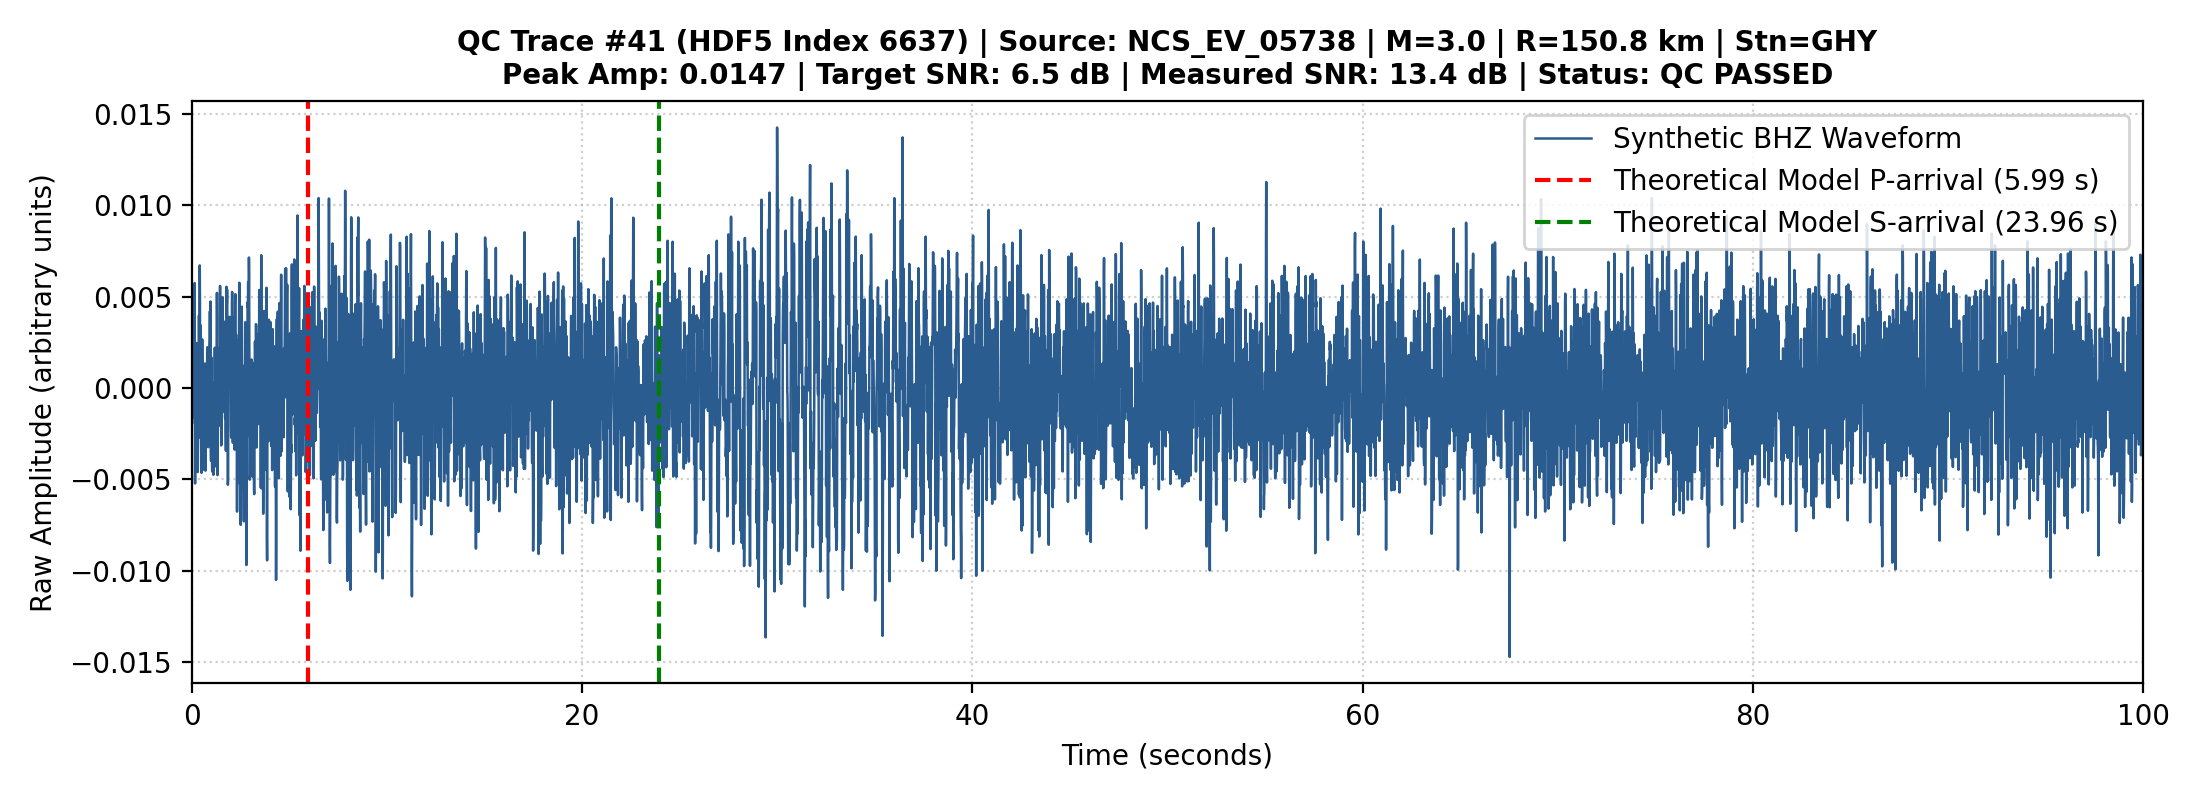 QC Trace #41 (HDF5 Index 6637) | Source: NCS_EV_05738 | M=3.0 | R=150.8 km | Stn=GHY
Peak Amp: 0.0147 | Target SNR: 6.5 dB | Measured SNR: 13.4 dB | Status: QC PASSED
Raw Amplitude (arbitrary units)
0.015
0.010
0.005
0.000
−0.005
−0.010
−0.015
Synthetic BHZ Waveform
Theoretical Model P-arrival (5.99 s)
Theoretical Model S-arrival (23.96 s)
0 20 40 60 80 100
Time (seconds)